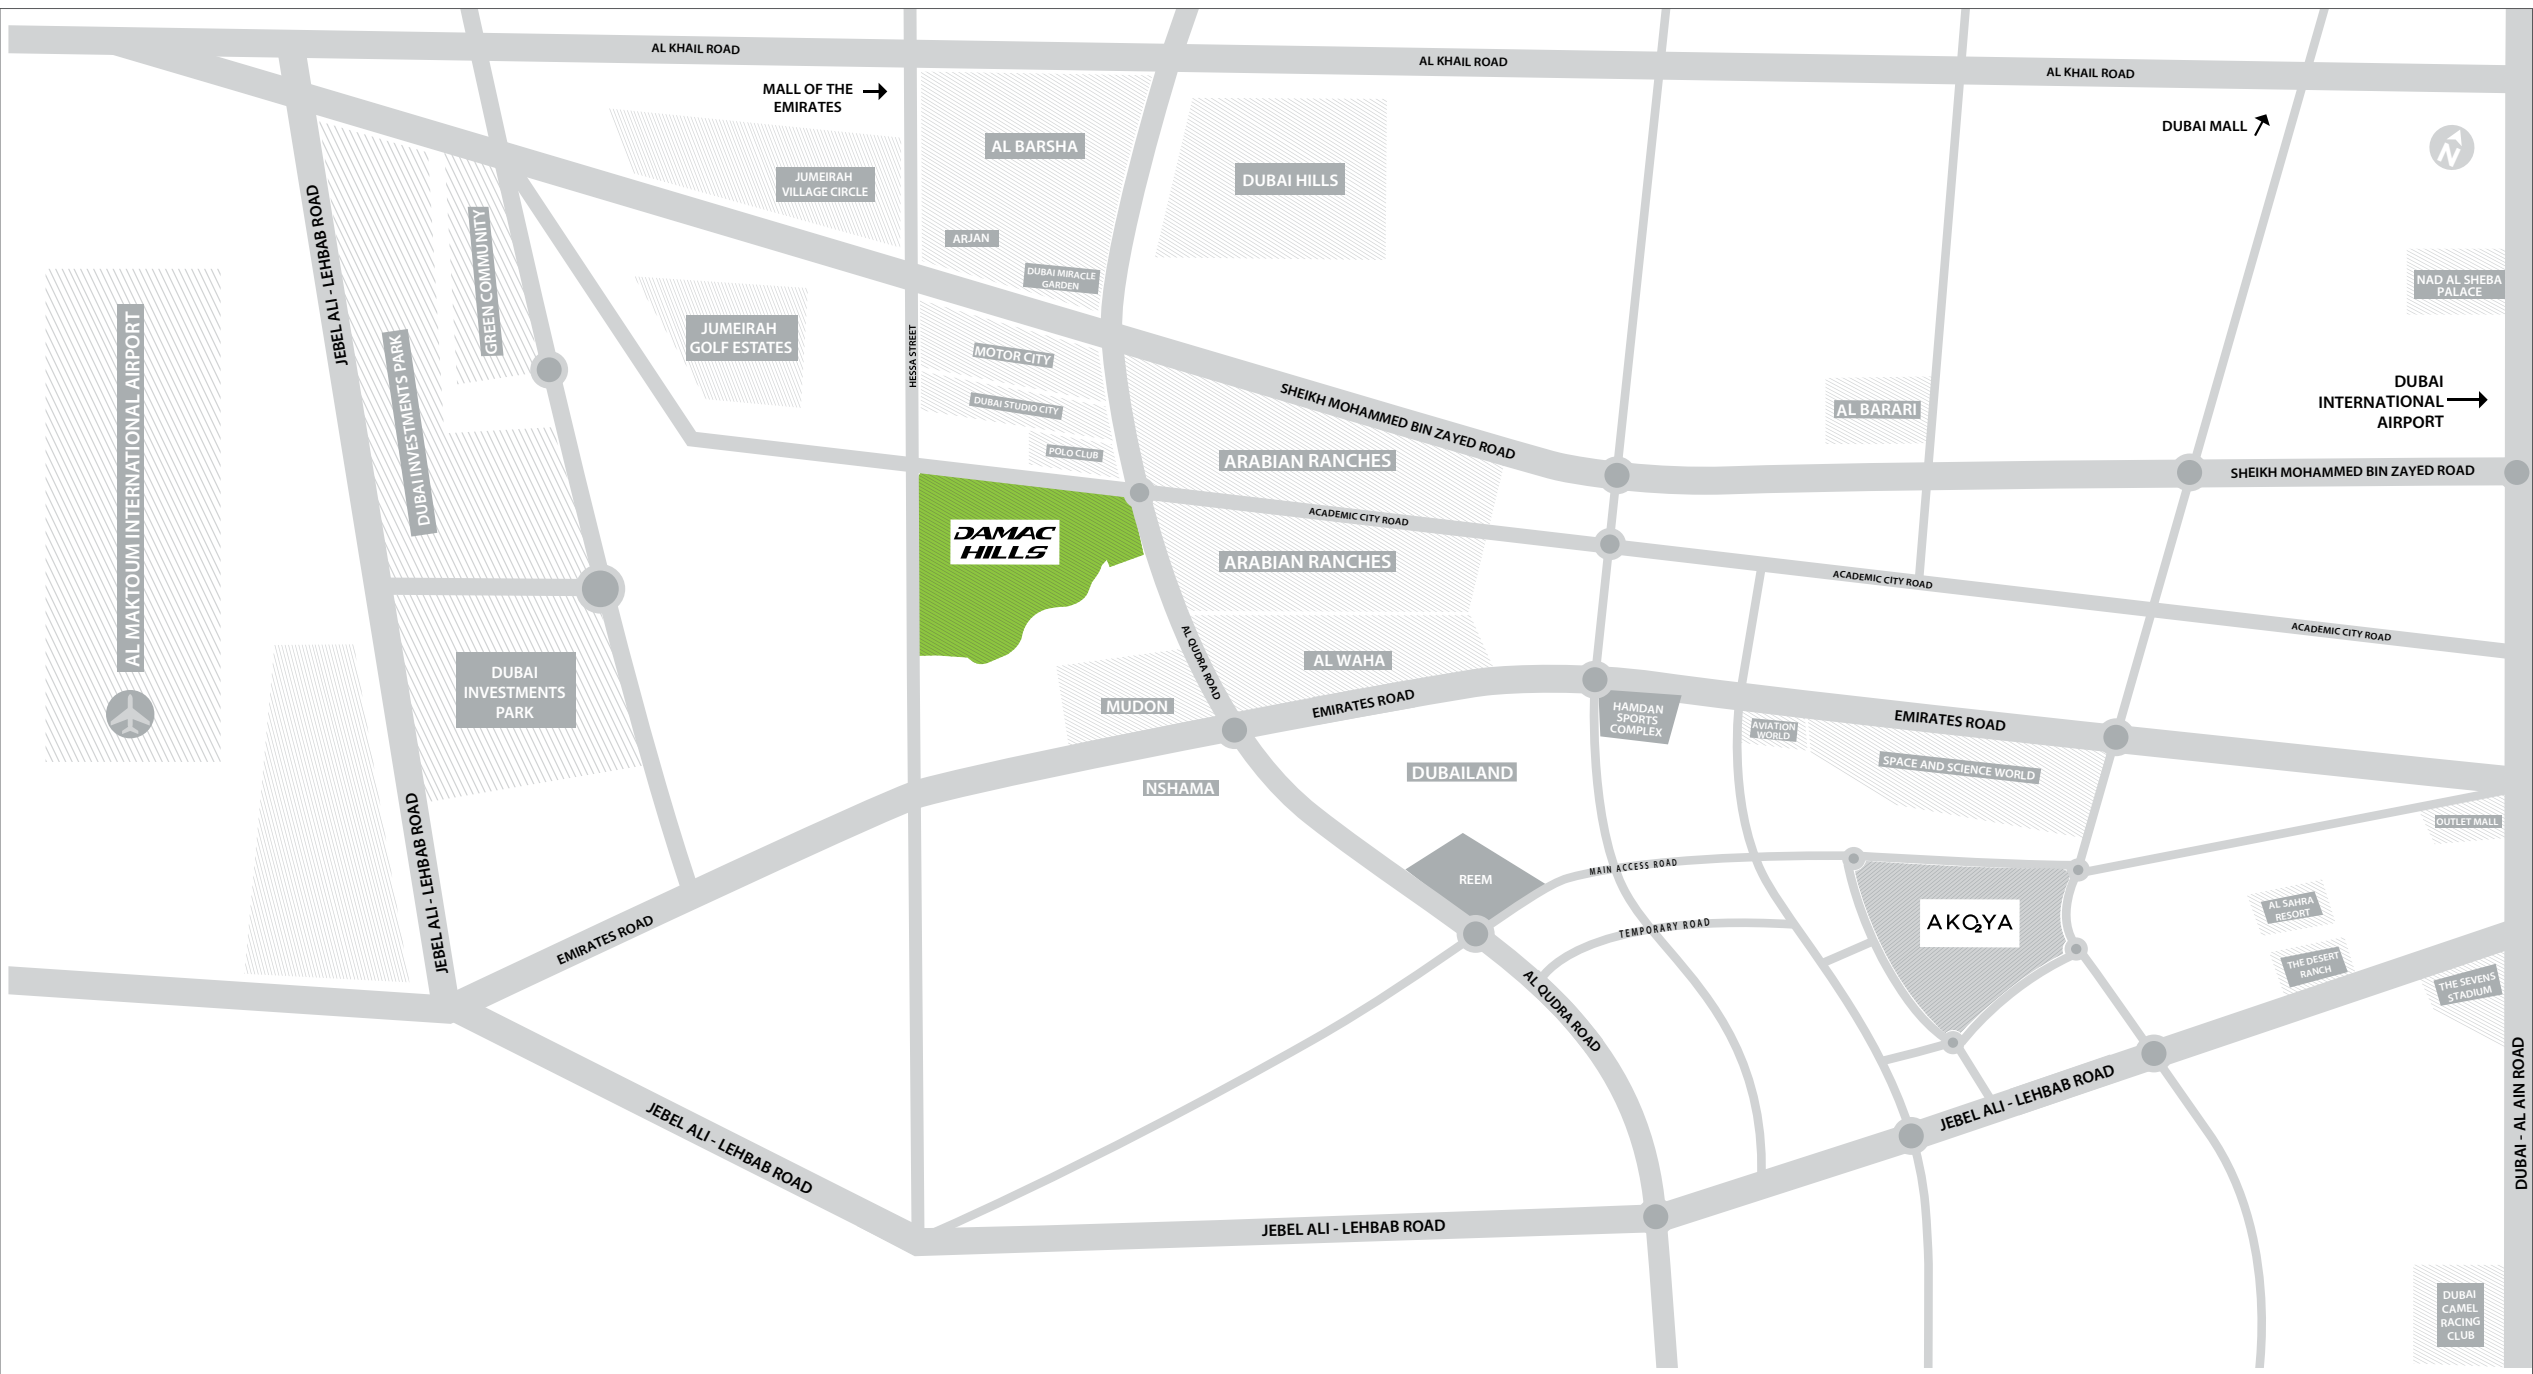 AL KHAIL ROAD
AL KHAIL ROAD
AL KHAIL ROAD
MALL OF THE
EMIRATES
DUBAI MALL
N
AL BARSHA
DUBAI HILLS
JUMEIRAH
VILLAGE CIRCLE
ARJAN
DUBAI MIRACLE
GARDEN
JEBEL ALI - LEHBAB ROAD
GREEN COMMUNITY
NAD AL SHEBA
PALACE
JUMEIRAH
GOLF ESTATES
HESSA STREET
MOTOR CITY
DUBAI STUDIO CITY
POLO CLUB
SHEIKH MOHAMMED BIN ZAYED ROAD
AL BARARI
DUBAI
INTERNATIONAL
AIRPORT
AL MAKTOUM INTERNATIONAL AIRPORT
DUBAI INVESTMENTS PARK
ARABIAN RANCHES
SHEIKH MOHAMMED BIN ZAYED ROAD
ACADEMIC CITY ROAD
DAMAC
HILLS
ARABIAN RANCHES
ACADEMIC CITY ROAD
ACADEMIC CITY ROAD
AL QUDRA ROAD
AL WAHA
DUBAI
INVESTMENTS
PARK
MUDON
EMIRATES ROAD
HAMDAN
SPORTS
COMPLEX
AVIATION
WORLD
EMIRATES ROAD
SPACE AND SCIENCE WORLD
DUBAILAND
NSHAMA
OUTLET MALL
JEBEL ALI - LEHBAB ROAD
REEM
MAIN ACCESS ROAD
TEMPORARY ROAD
AKO2YA
AL SAHRA
RESORT
THE DESERT
RANCH
THE SEVENS
STADIUM
EMIRATES ROAD
AL QUDRA ROAD
JEBEL ALI - LEHBAB ROAD
JEBEL ALI - LEHBAB ROAD
JEBEL ALI - LEHBAB ROAD
DUBAI - AL AIN ROAD
DUBAI
CAMEL
RACING
CLUB